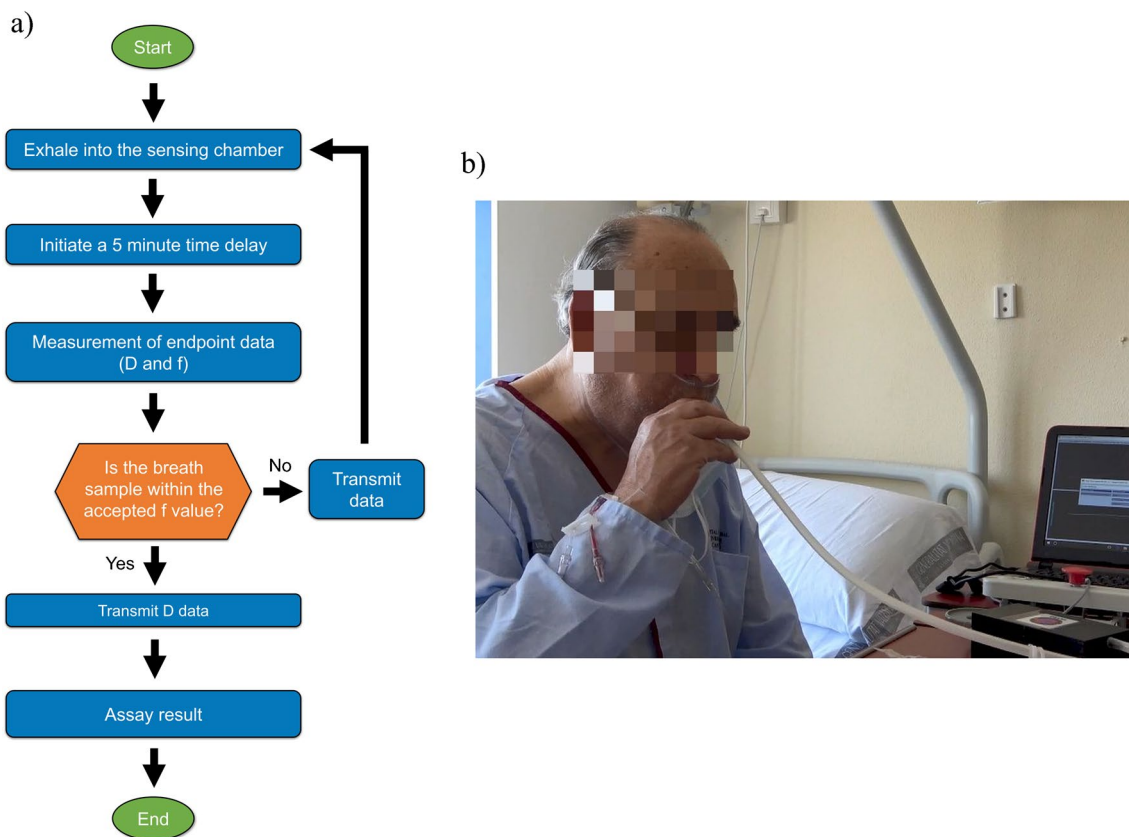 a)
Start
Exhale into the sensing chamber
Initiate a 5 minute time delay
Measurement of endpoint data
(D and f)
Is the breath
sample within the
accepted f value?
No
Transmit
data
Yes
Transmit D data
Assay result
End
b)